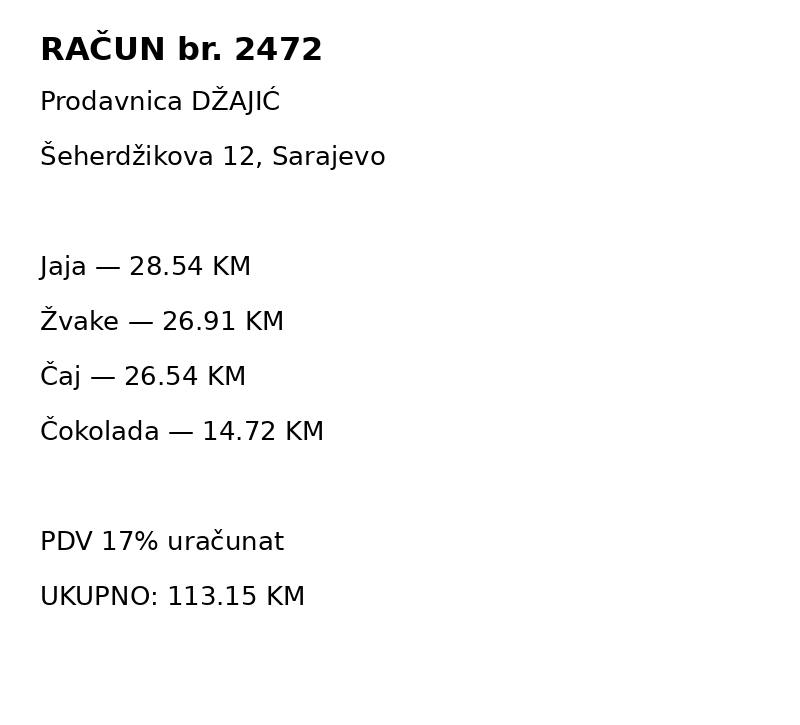 RAČUN br. 2472
Prodavnica DŽAJIĆ
Šeherdžikova 12, Sarajevo
Jaja — 28.54 KM
Žvake — 26.91 KM
Čaj — 26.54 KM
Čokolada — 14.72 KM
PDV 17% uračunat
UKUPNO: 113.15 KM